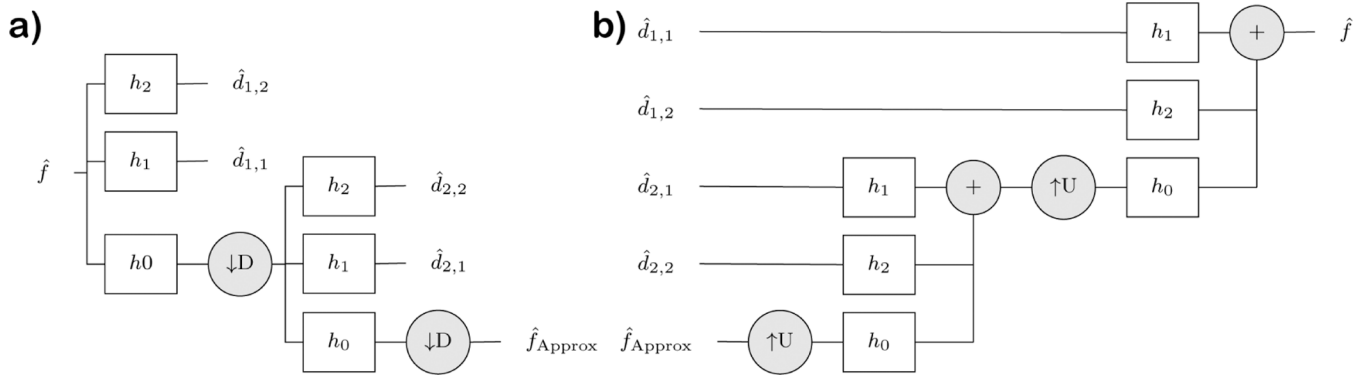 a)
h₂
d̂₁,₂
f̂
h₁
d̂₁,₁
h0
↓D
h₂
d̂₂,₂
h₁
d̂₂,₁
h₀
↓D
f̂Approx
b)
d̂₁,₁
h₁
+
f̂
d̂₁,₂
h₂
d̂₂,₁
h₁
+
↑U
h₀
d̂₂,₂
h₂
f̂Approx
↑U
h₀